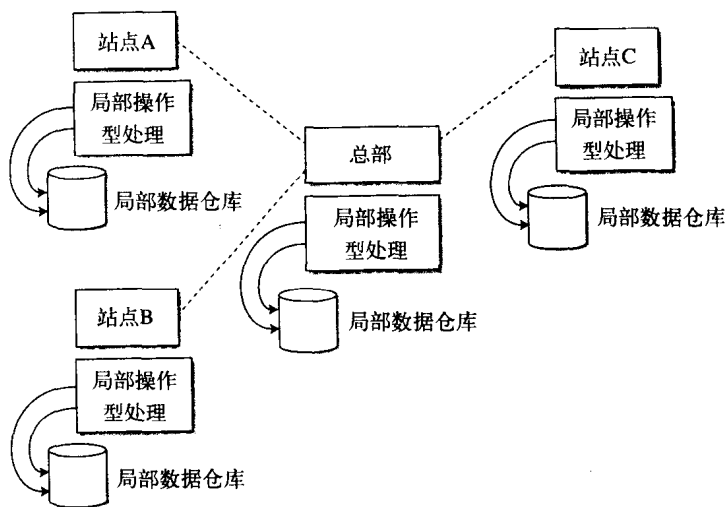 站点A
局部操作
型处理
局部数据仓库
站点C
局部操作
型处理
局部数据仓库
总部
局部操作
型处理
局部数据仓库
站点B
局部操作
型处理
局部数据仓库